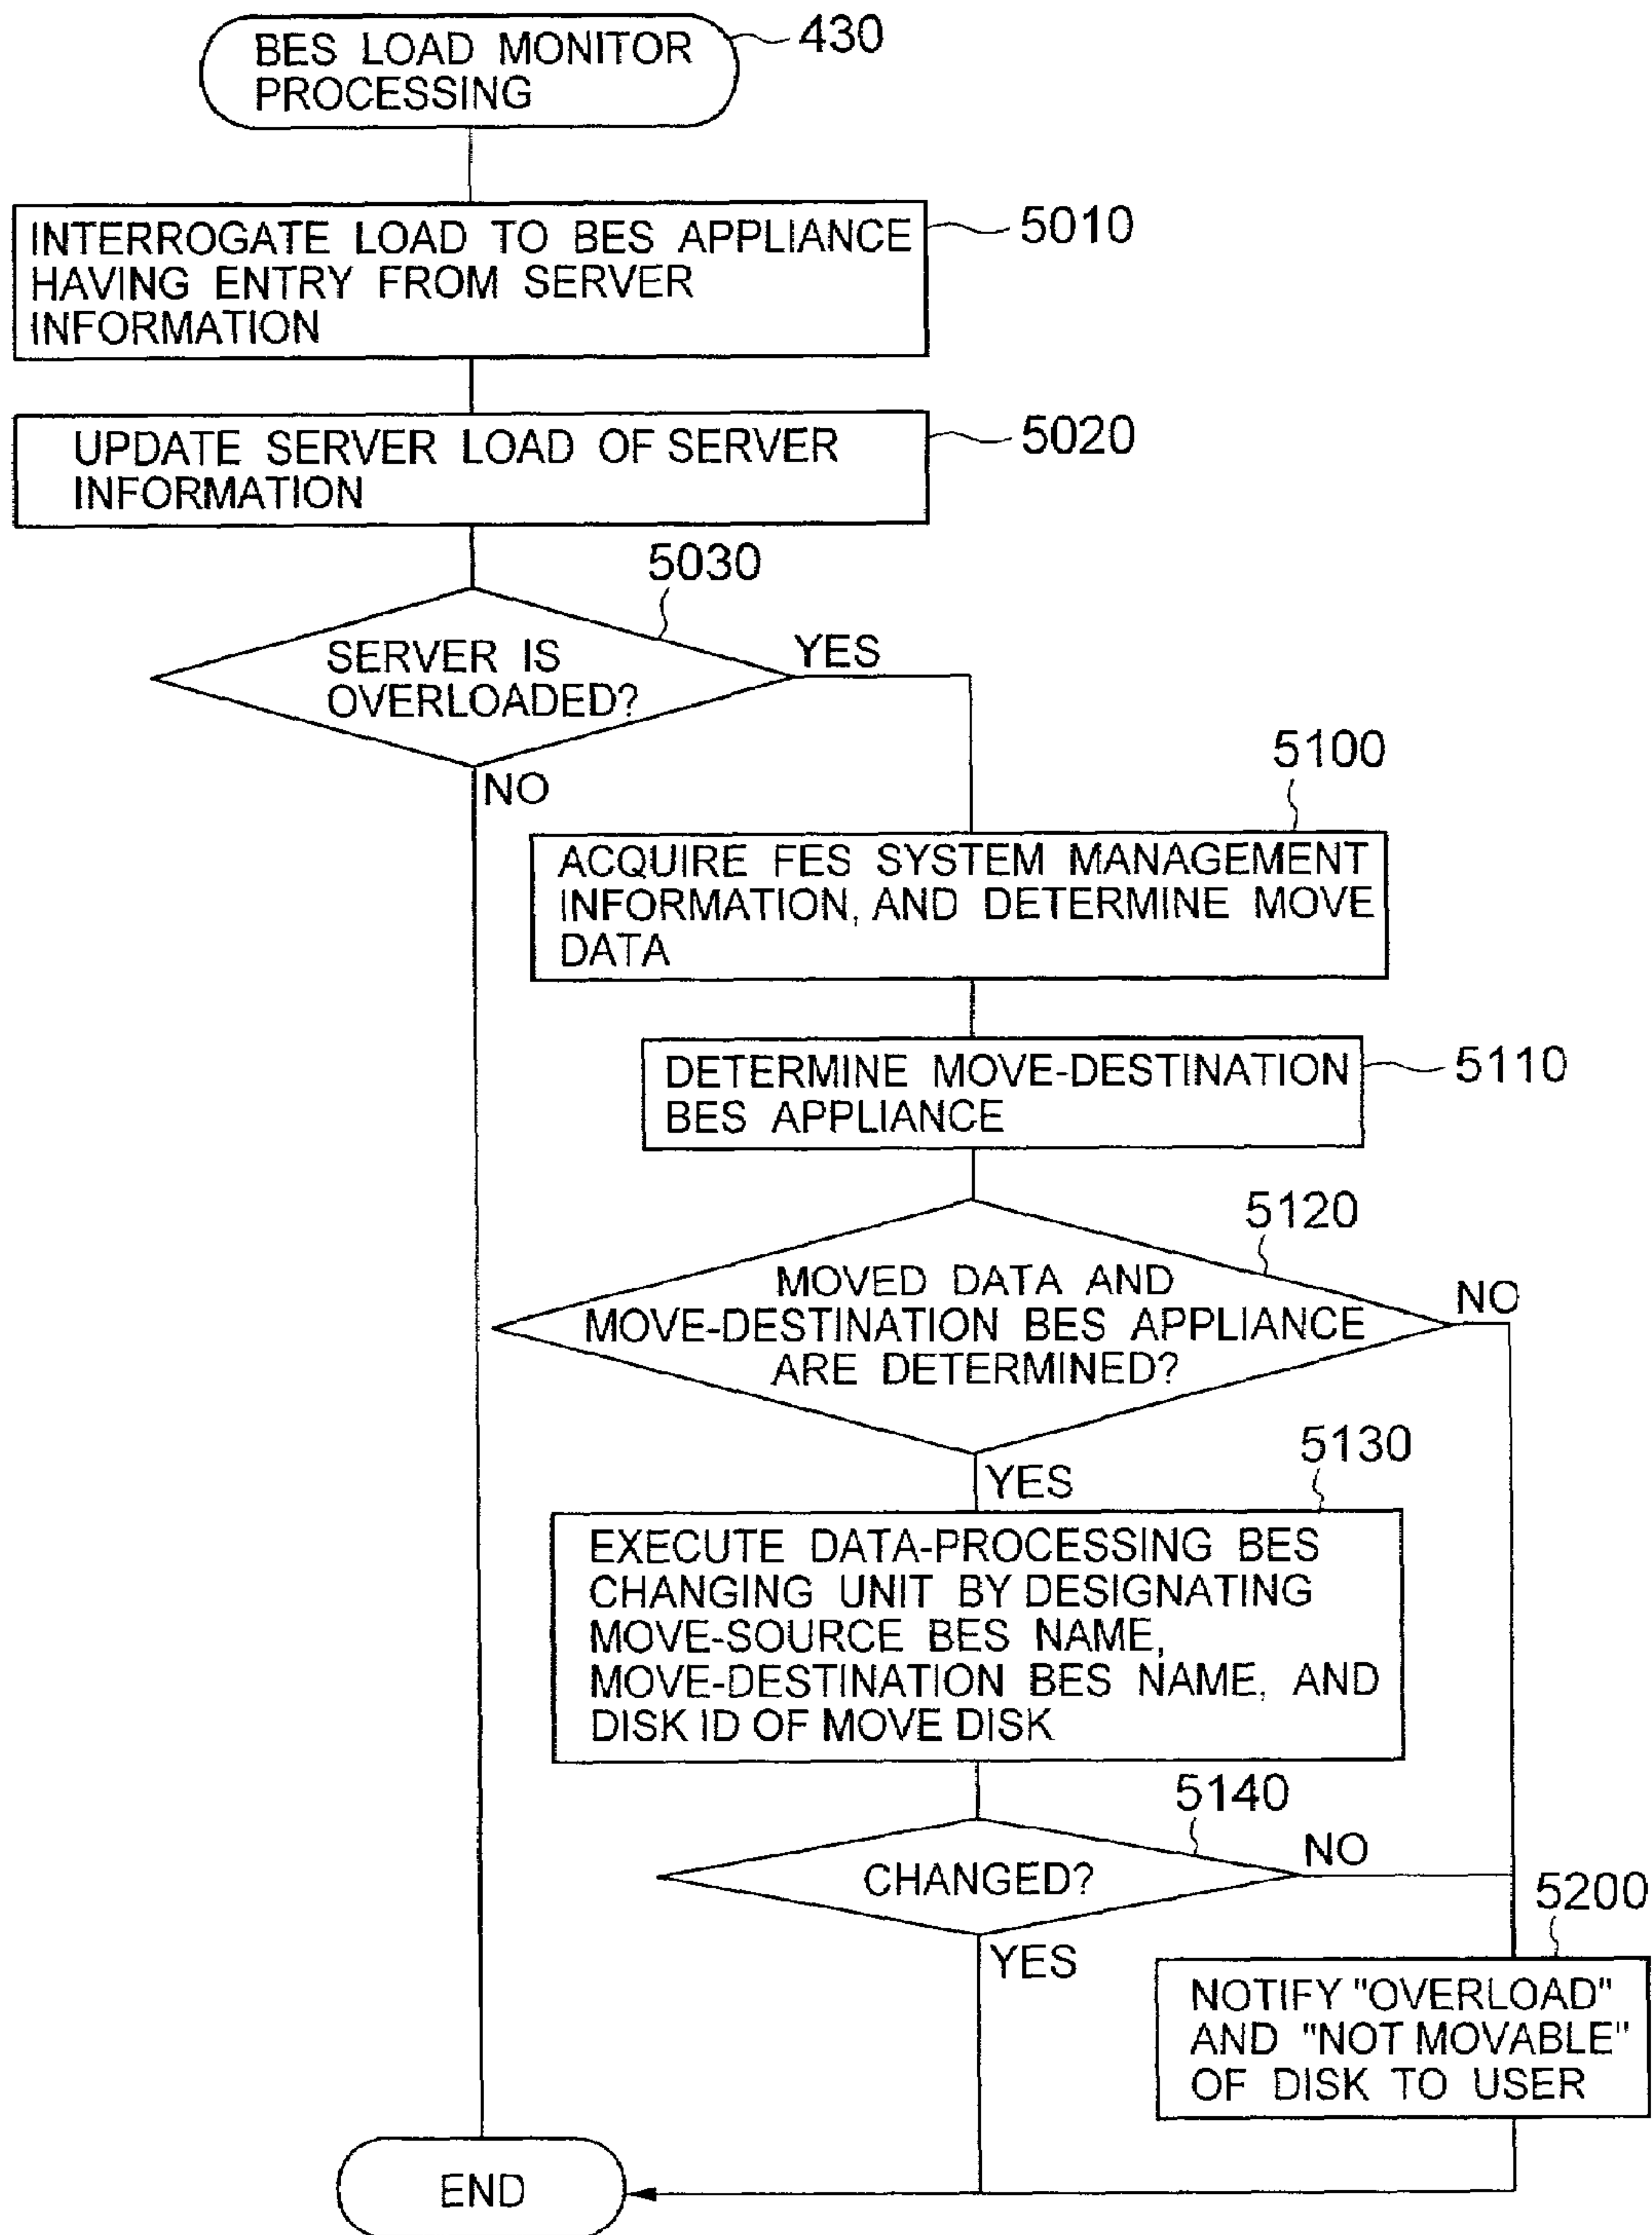 BES LOAD MONITOR
PROCESSING
430
INTERROGATE LOAD TO BES APPLIANCE
HAVING ENTRY FROM SERVER
INFORMATION
5010
UPDATE SERVER LOAD OF SERVER
INFORMATION
5020
5030
SERVER IS
OVERLOADED?
YES
NO
5100
ACQUIRE FES SYSTEM MANAGEMENT
INFORMATION, AND DETERMINE MOVE
DATA
DETERMINE MOVE-DESTINATION
BES APPLIANCE
5110
5120
MOVED DATA AND
MOVE-DESTINATION BES APPLIANCE
ARE DETERMINED?
NO
YES
5130
EXECUTE DATA-PROCESSING BES
CHANGING UNIT BY DESIGNATING
MOVE-SOURCE BES NAME,
MOVE-DESTINATION BES NAME, AND
DISK ID OF MOVE DISK
5140
CHANGED?
NO
YES
5200
NOTIFY "OVERLOAD"
AND "NOT MOVABLE"
OF DISK TO USER
END